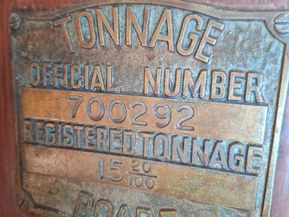 TONNAGE
OFFICIAL NUMBER
700292
REGISTERED TONNAGE
15 20/100